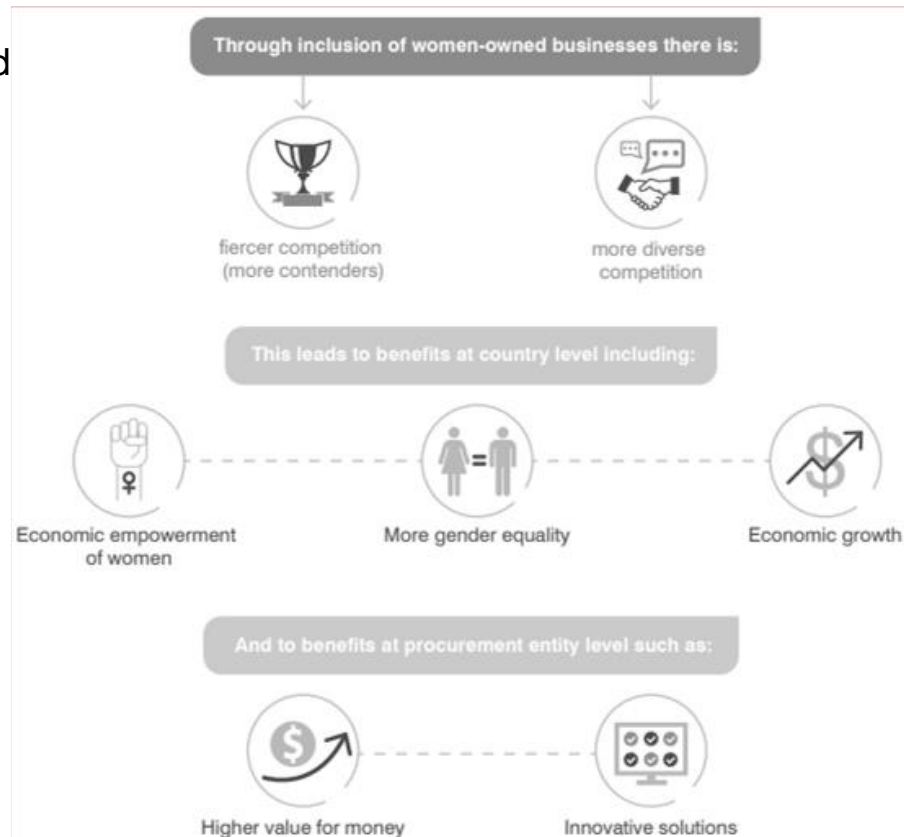 Through inclusion of women-owned businesses there is:
d
fiercer competition
(more contenders)
more diverse
competition
This leads to benefits at country level including:
Economic empowerment
of women
More gender equality
Economic growth
And to benefits at procurement entity level such as:
Higher value for money
Innovative solutions